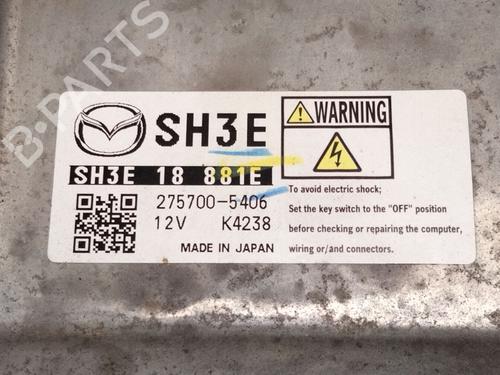 B-PARTS
SH3E
SH3E 18 881E
275700-5406
12V K4238
MADE IN JAPAN
WARNING
To avoid electric shock;
Set the key switch to the "OFF" position
before checking or repairing the computer,
wiring or/and connectors.